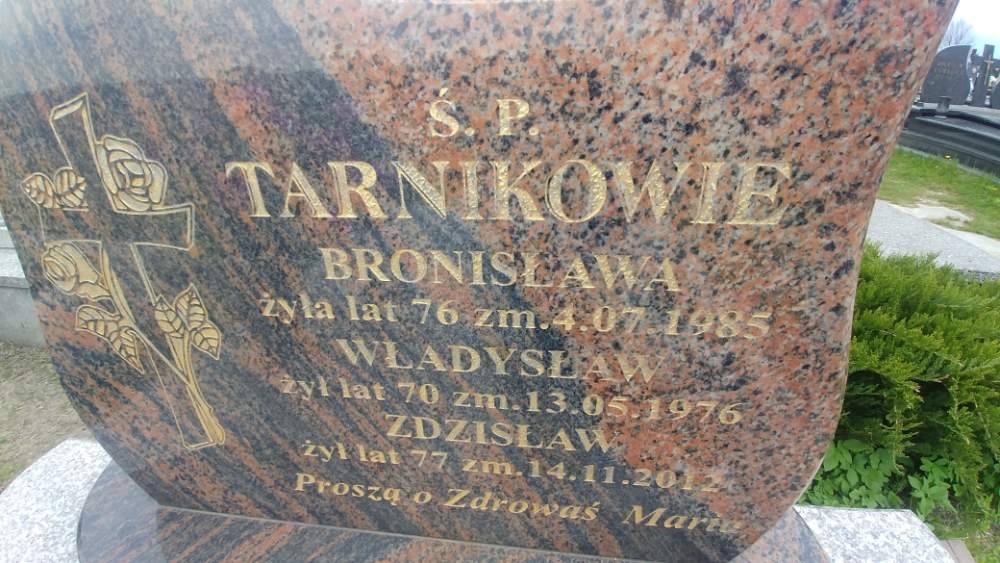 Ś. P.
TARNIKOWIE
BRONISŁAWA
żyła lat 76 zm.4.07.1985
WŁADYSŁAW
żył lat 70 zm.13.05.1976
ZDZISŁAW
żył lat 77 zm.14.11.2012
Proszą o Zdrowaś Maria